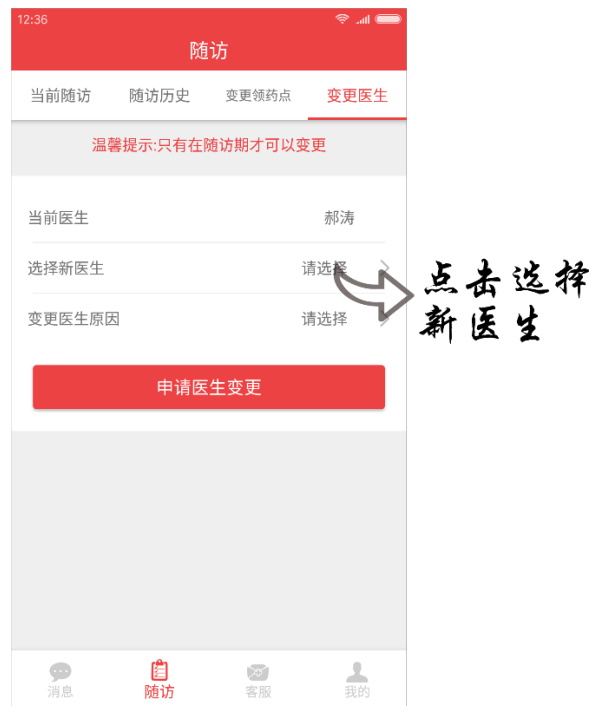 12:36
随访
当前随访 随访历史 变更领药点 变更医生
温馨提示:只有在随访期才可以变更
当前医生 郝涛
选择新医生 请选择
变更医生原因 请选择
申请医生变更
点击选择
新医生
消息 随访 客服 我的